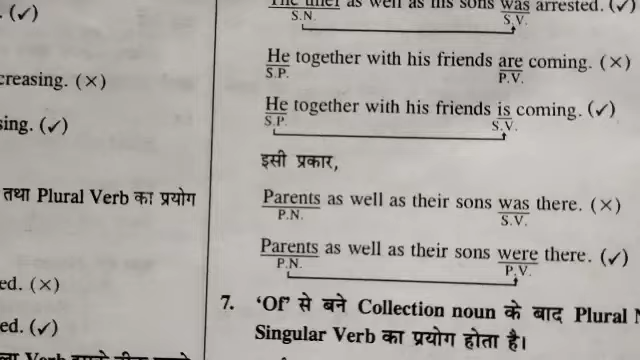 . (✓)
creasing. (×)
sing. (✓)
तथा Plural Verb का प्रयोग
ed. (×)
ed. (✓)
as well as his sons was arrested. (✓)
S.N. S.V.
He together with his friends are coming. (×)
S.P. P.V.
He together with his friends is coming. (✓)
S.P. S.V.
इसी प्रकार,
Parents as well as their sons was there. (×)
P.N. S.V.
Parents as well as their sons were there. (✓)
P.N. P.V.
7. 'Of' से बने Collection noun के बाद Plural
Singular Verb का प्रयोग होता है।